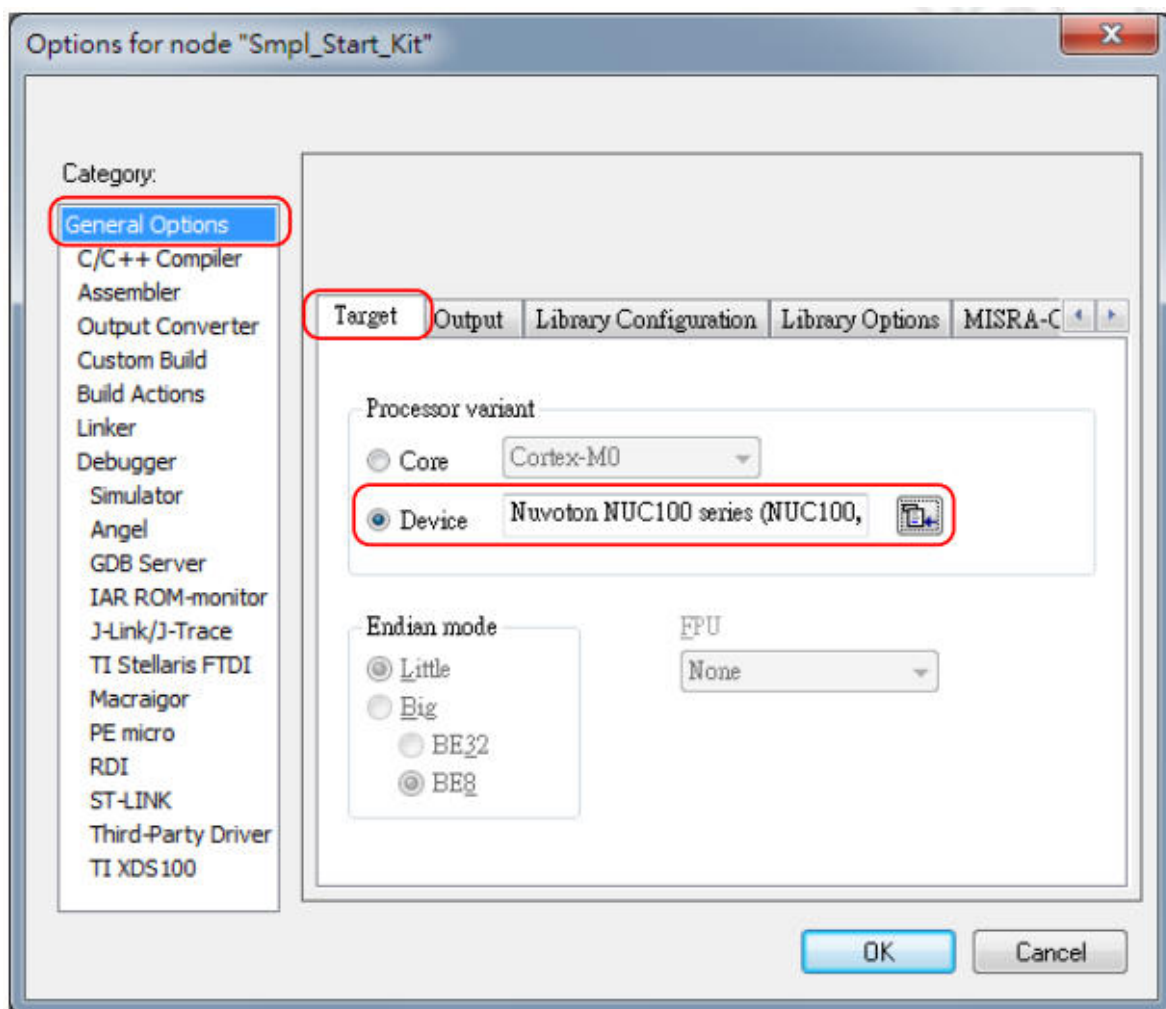 Options for node "Smpl_Start_Kit"
Category:
General Options
C/C++ Compiler
Assembler
Output Converter
Custom Build
Build Actions
Linker
Debugger
Simulator
Angel
GDB Server
IAR ROM-monitor
J-Link/J-Trace
TI Stellaris FTDI
Macraigor
PE micro
RDI
ST-LINK
Third-Party Driver
TI XDS100
Target Output Library Configuration Library Options MISRA-C
Processor variant
Core Cortex-M0
Device Nuvoton NUC100 series (NUC100,
Endian mode
Little
Big
BE32
BE8
FPU
None
OK Cancel